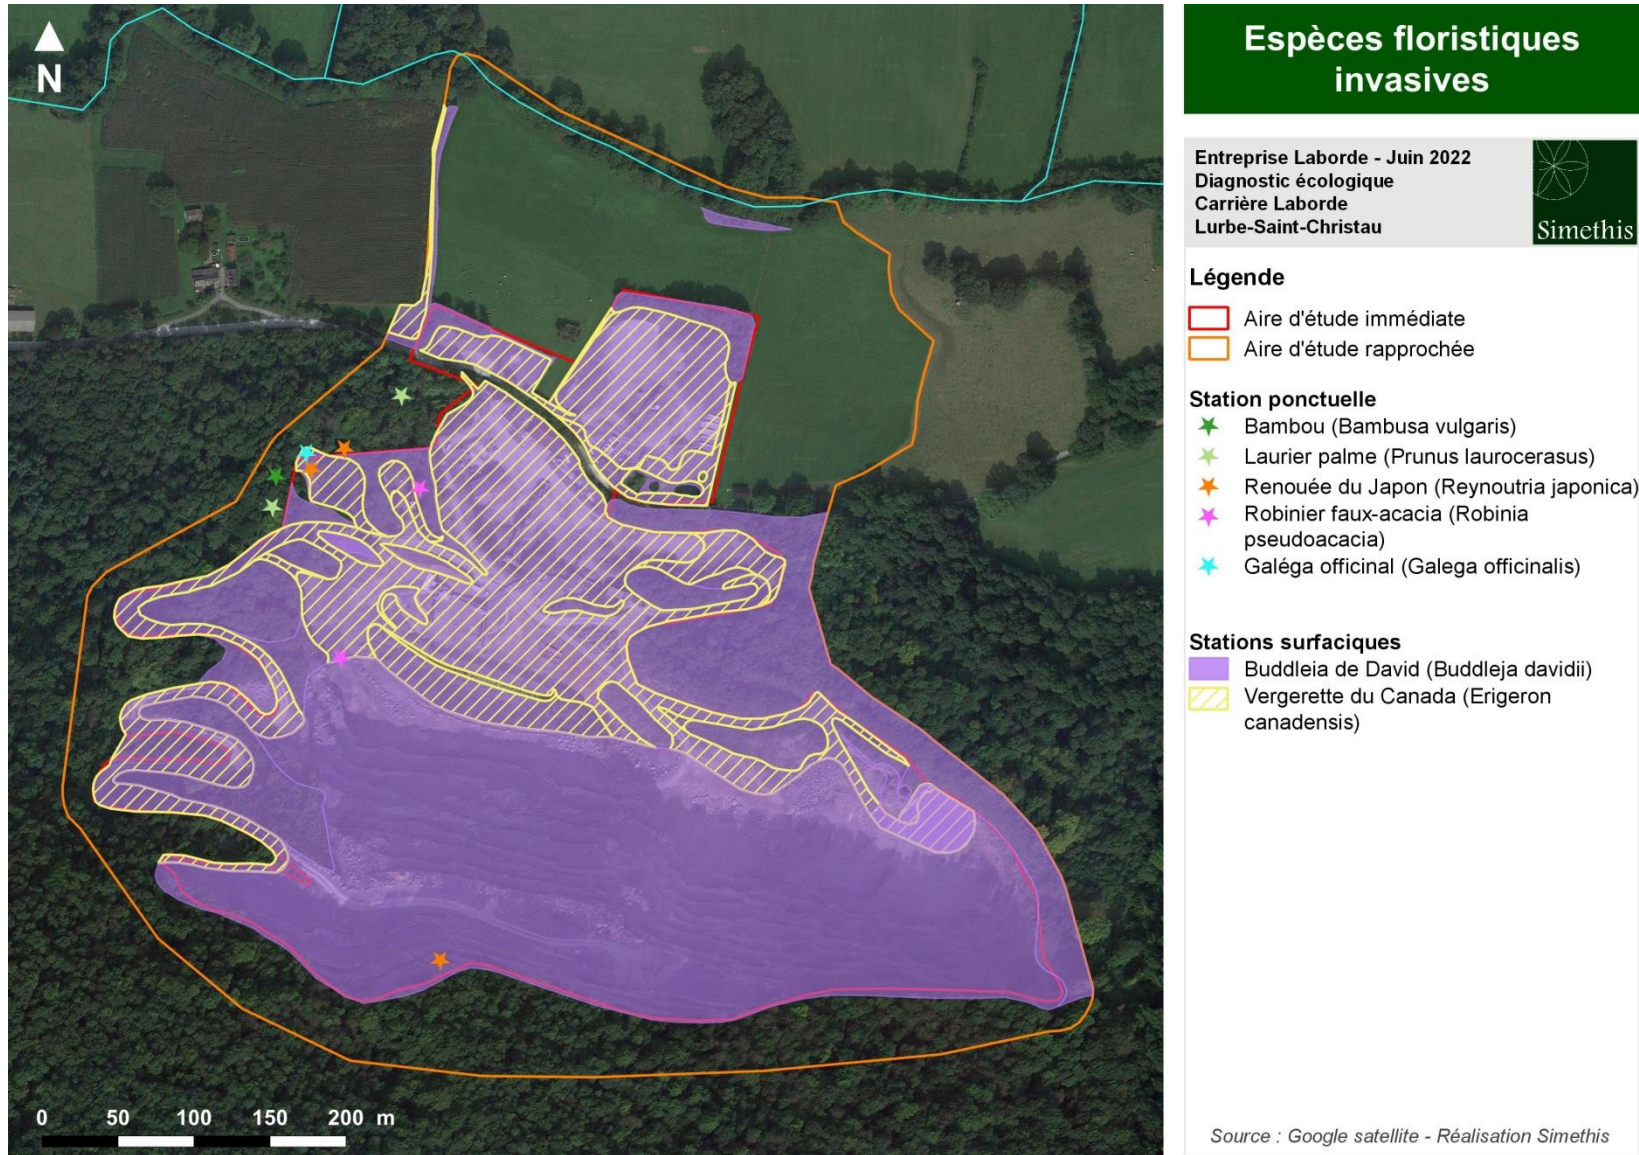 N
Espèces floristiques
invasives
Entreprise Laborde - Juin 2022
Diagnostic écologique
Carrière Laborde
Lurbe-Saint-Christau
Simethis
Légende
Aire d'étude immédiate
Aire d'étude rapprochée
Station ponctuelle
Bambou (Bambusa vulgaris)
Laurier palme (Prunus laurocerasus)
Renouée du Japon (Reynoutria japonica)
Robinier faux-acacia (Robinia
pseudoacacia)
Galéga officinal (Galega officinalis)
Stations surfaciques
Buddleia de David (Buddleja davidii)
Vergerette du Canada (Erigeron
canadensis)
0 50 100 150 200 m
Source : Google satellite - Réalisation Simethis